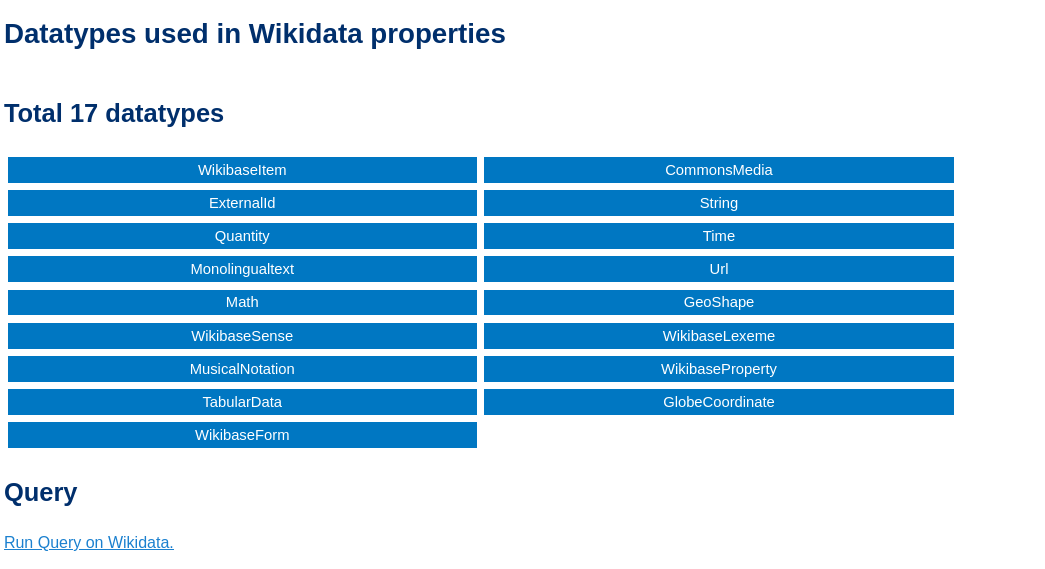 Datatypes used in Wikidata properties
Total 17 datatypes
WikibaseItem
CommonsMedia
ExternalId
String
Quantity
Time
Monolingualtext
Url
Math
GeoShape
WikibaseSense
WikibaseLexeme
MusicalNotation
WikibaseProperty
TabularData
GlobeCoordinate
WikibaseForm
Query
Run Query on Wikidata.